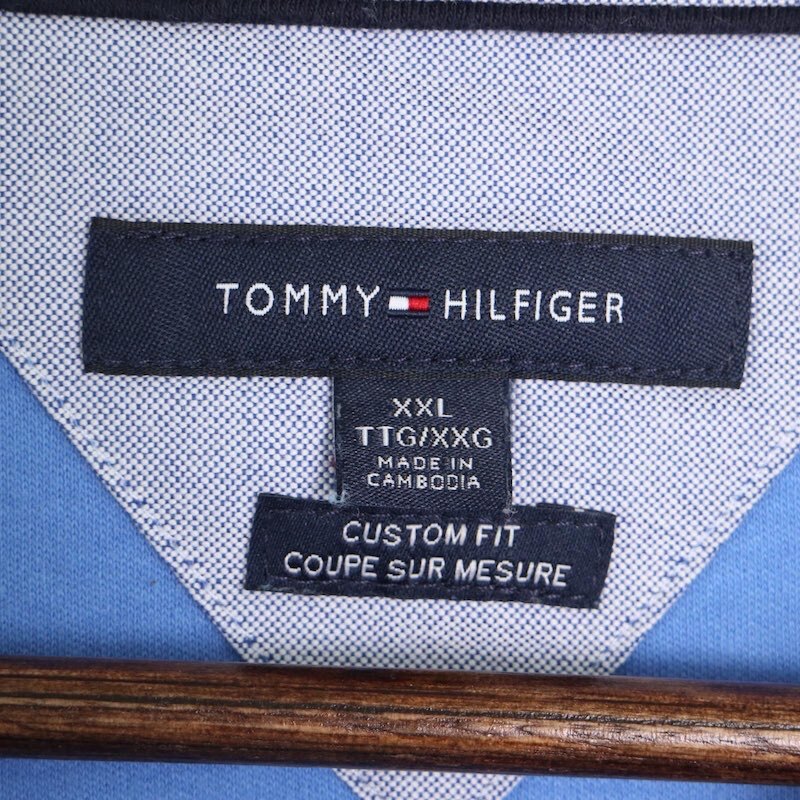 TOMMY HILFIGER
XXL
TTG/XXG
MADE IN
CAMBODIA
CUSTOM FIT
COUPE SUR MESURE